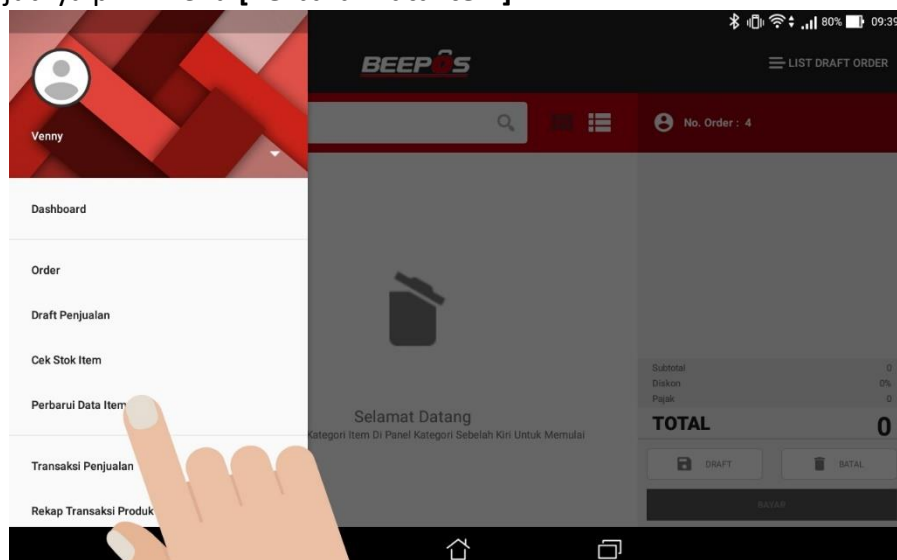 80% 09:39
BEEPOS
LIST DRAFT ORDER
Venny
No. Order : 4
Dashboard
Order
Draft Penjualan
Cek Stok Item
Perbarui Data Item
Transaksi Penjualan
Rekap Transaksi Produk
Selamat Datang
Kategori Item Di Panel Kategori Sebelah Kiri Untuk Memulai
Subtotal 0
Diskon 0%
Pajak 0
TOTAL 0
DRAFT BATAL
BAYAR